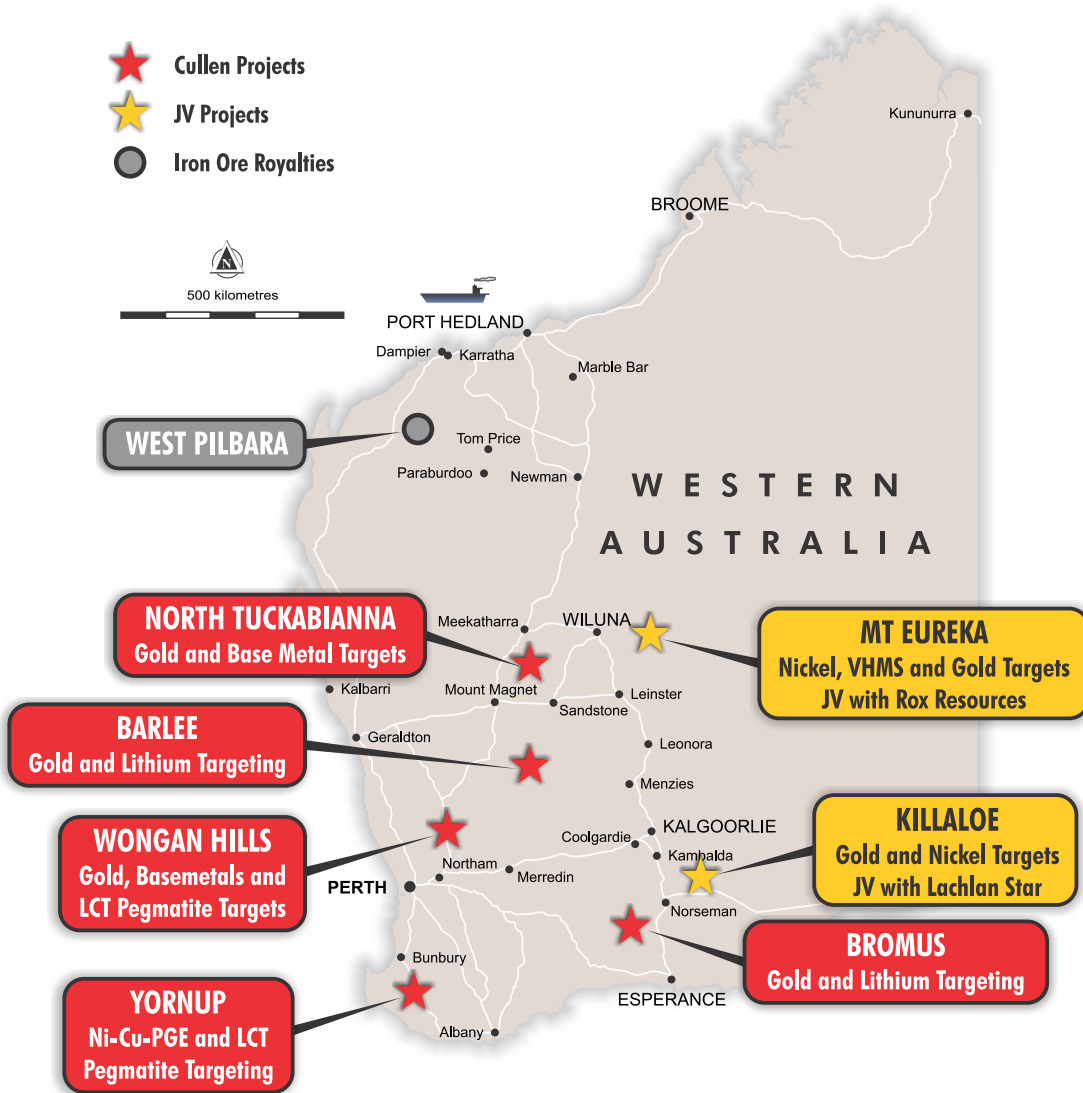 Cullen Projects
JV Projects
Iron Ore Royalties
N
500 kilometres
Kununurra
BROOME
PORT HEDLAND
Dampier
Karratha
Marble Bar
WEST PILBARA
Tom Price
Paraburdoo
Newman
WESTERN
AUSTRALIA
NORTH TUCKABIANNA
Gold and Base Metal Targets
Meekatharra
WILUNA
MT EUREKA
Nickel, VHMS and Gold Targets
JV with Rox Resources
Kalbarri
Mount Magnet
Sandstone
Leinster
BARLEE
Gold and Lithium Targeting
Geraldton
Leonora
Menzies
WONGAN HILLS
Gold, Basemetals and
LCT Pegmatite Targets
Coolgardie
KALGOORLIE
Kambalda
KILLALOE
Gold and Nickel Targets
JV with Lachlan Star
Northam
Merredin
PERTH
Norseman
BROMUS
Gold and Lithium Targeting
Bunbury
ESPERANCE
YORNUP
Ni-Cu-PGE and LCT
Pegmatite Targeting
Albany